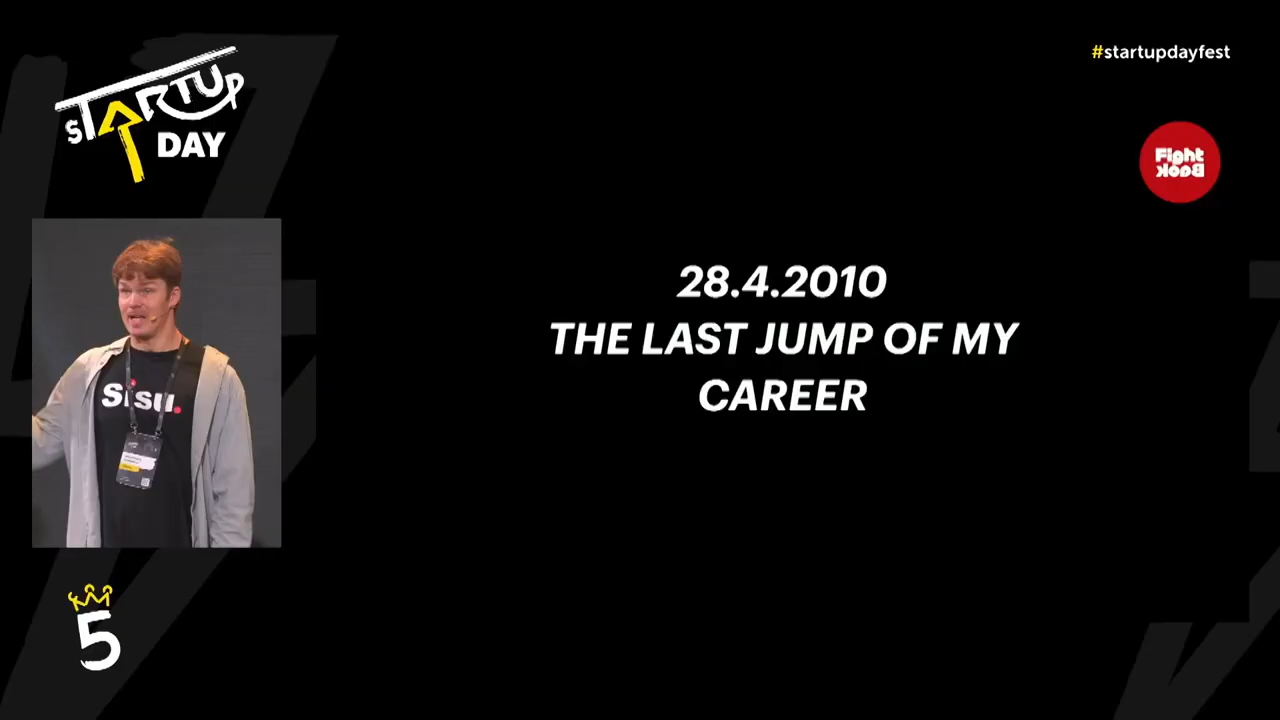 STARTUP
DAY
#startupdayfest
Fight
Book
28.4.2010
THE LAST JUMP OF MY
CAREER
Sisu.
5